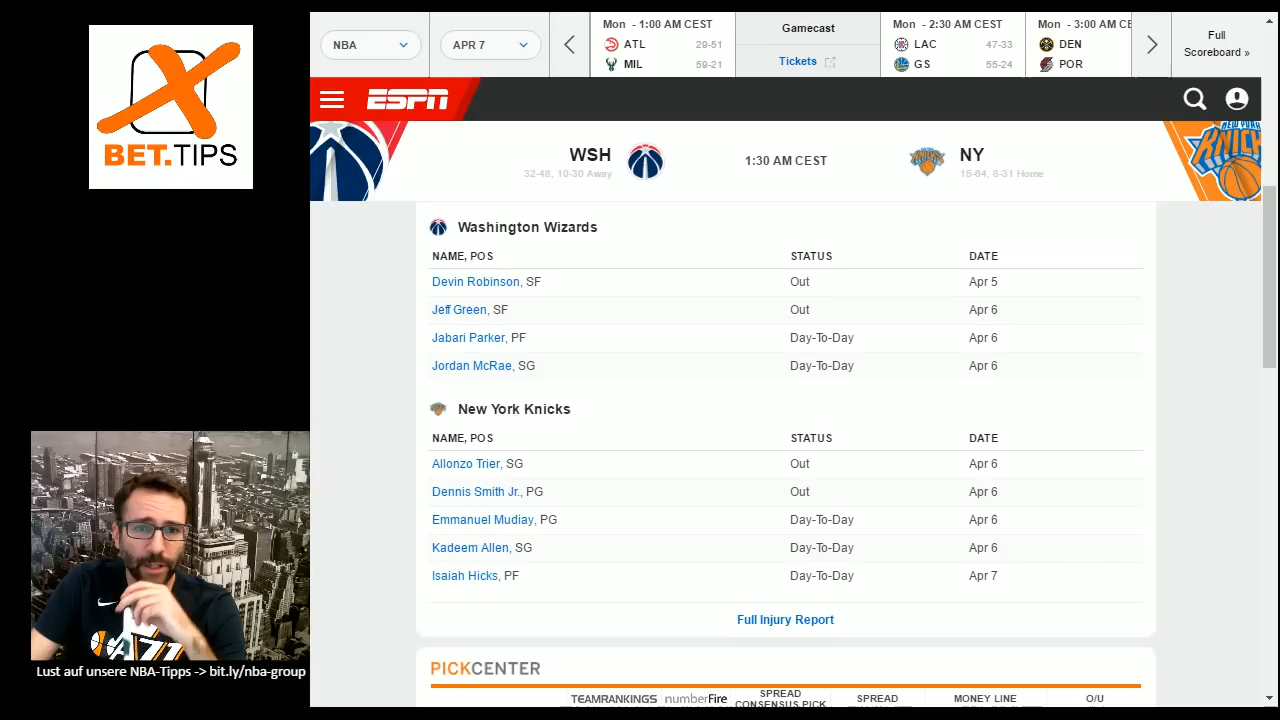 BET.TIPS
NBA
APR 7
Mon - 1:00 AM CEST
ATL 29-51
MIL 59-21
Gamecast
Tickets
Mon - 2:30 AM CEST
LAC 47-33
GS 55-24
Mon - 3:00 AM CE
DEN
POR
Full
Scoreboard »
ESPN
WSH
32-48, 10-30 Away
1:30 AM CEST
NY
15-64, 8-31 Home
NEW YORK
KNICKS
Washington Wizards
NAME, POS STATUS DATE
Devin Robinson, SF Out Apr 5
Jeff Green, SF Out Apr 6
Jabari Parker, PF Day-To-Day Apr 6
Jordan McRae, SG Day-To-Day Apr 6
New York Knicks
NAME, POS STATUS DATE
Allonzo Trier, SG Out Apr 6
Dennis Smith Jr., PG Out Apr 6
Emmanuel Mudiay, PG Day-To-Day Apr 6
Kadeem Allen, SG Day-To-Day Apr 6
Isaiah Hicks, PF Day-To-Day Apr 7
Full Injury Report
PICKCENTER
TEAMRANKINGS numberFire SPREAD CONSENSUS PICK SPREAD MONEY LINE O/U
Lust auf unsere NBA-Tipps -> bit.ly/nba-group